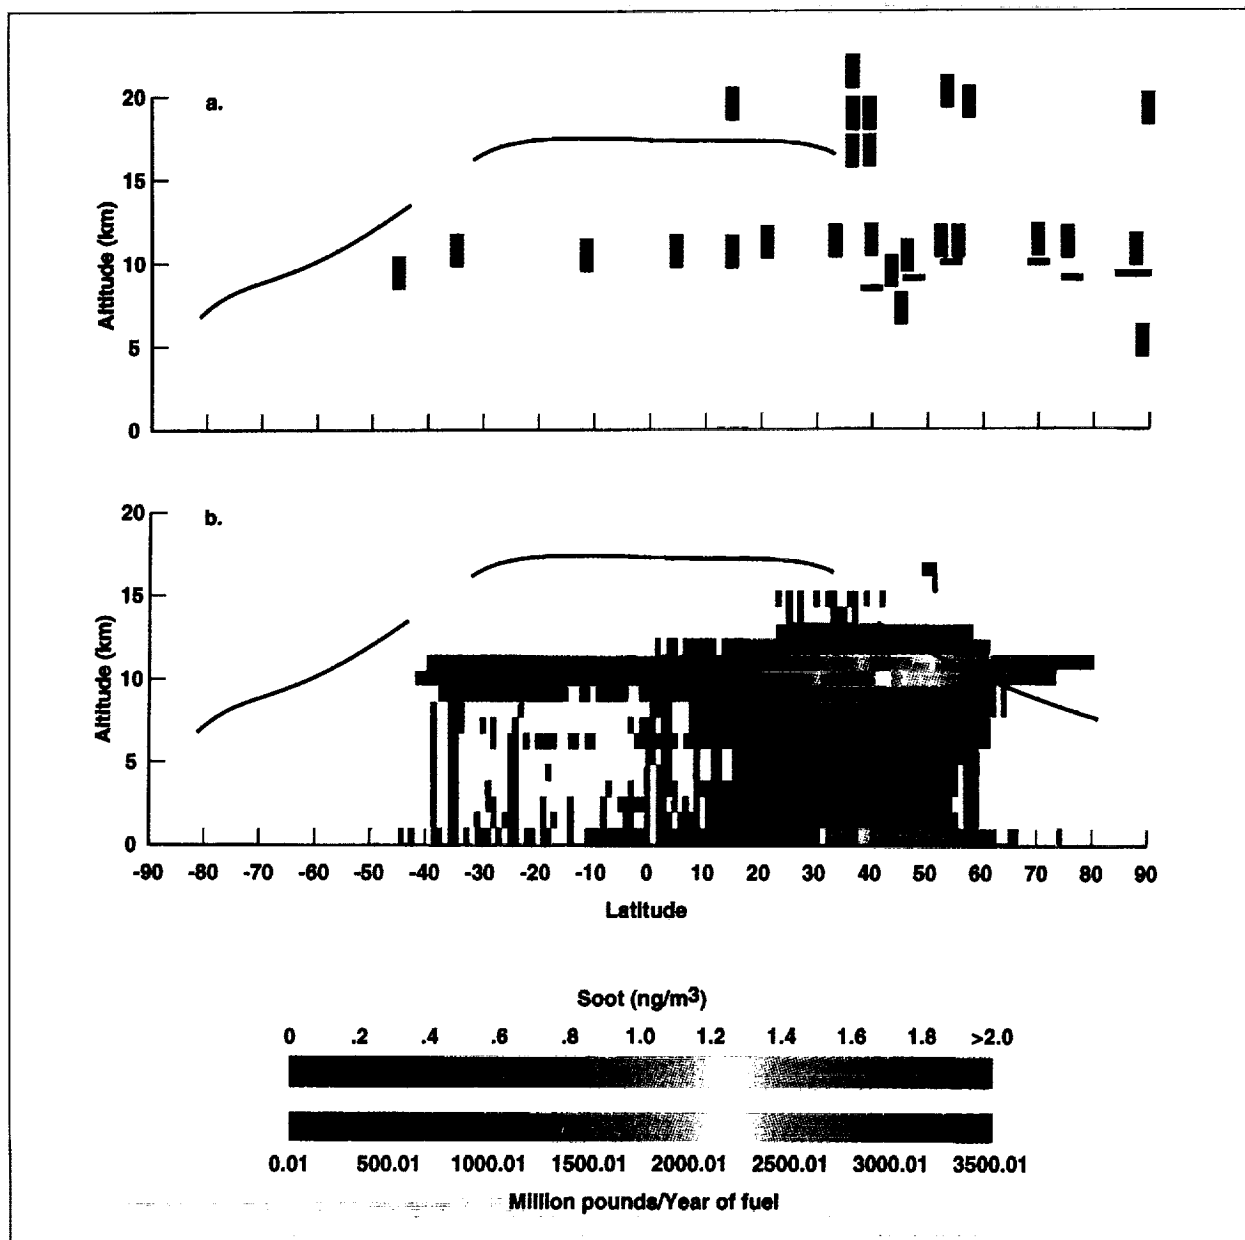 a.
20
15
10
5
0
Altitude (km)
b.
20
15
10
5
0
Altitude (km)
-90 -80 -70 -60 -50 -40 -30 -20 -10 0 10 20 30 40 50 60 70 80 90
Latitude
Soot (ng/m3)
0 .2 .4 .6 .8 1.0 1.2 1.4 1.6 1.8 >2.0
0.01 500.01 1000.01 1500.01 2000.01 2500.01 3000.01 3500.01
Million pounds/Year of fuel